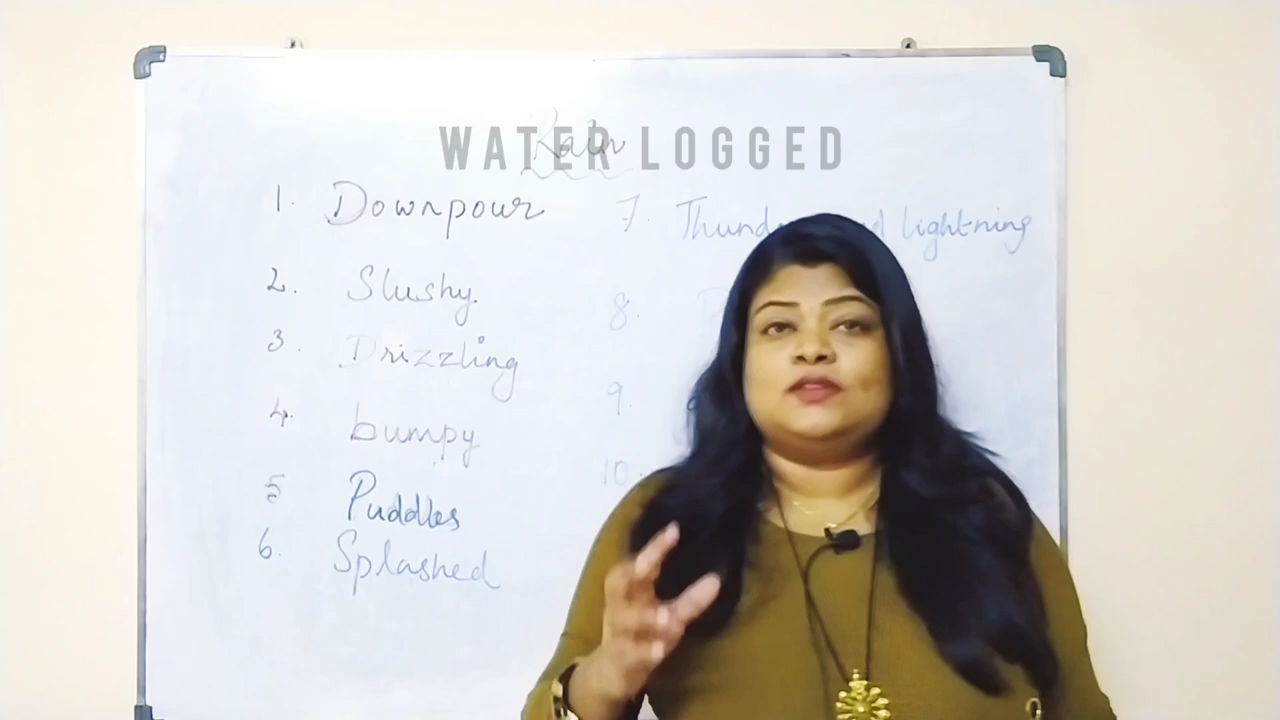 WATER LOGGED
Rain
1. Downpour
2. Slushy.
3. Drizzling
4. bumpy
5 Puddles
6. Splashed
7. lightning
8.
9.
10.